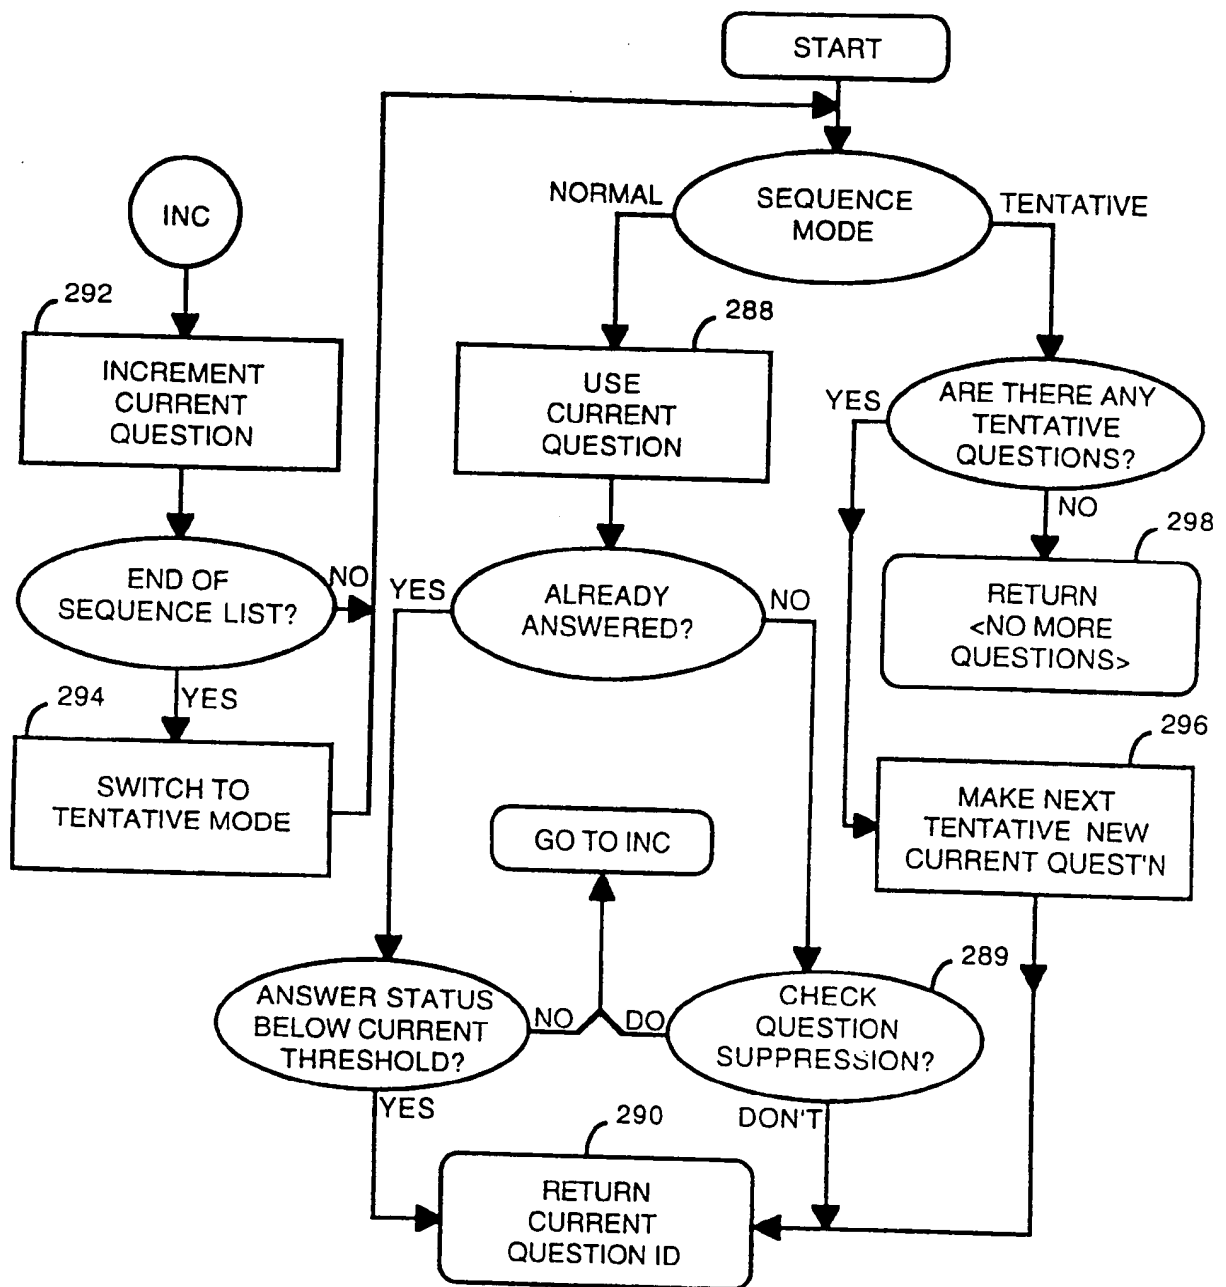 START
SEQUENCE
MODE
NORMAL
TENTATIVE
INC
292
INCREMENT
CURRENT
QUESTION
288
USE
CURRENT
QUESTION
ARE THERE ANY
TENTATIVE
QUESTIONS?
YES
NO
298
RETURN
<NO MORE
QUESTIONS>
END OF
SEQUENCE LIST?
NO
YES
ALREADY
ANSWERED?
YES
NO
294
SWITCH TO
TENTATIVE MODE
296
MAKE NEXT
TENTATIVE NEW
CURRENT QUEST'N
GO TO INC
ANSWER STATUS
BELOW CURRENT
THRESHOLD?
NO
DO
289
CHECK
QUESTION
SUPPRESSION?
YES
DON'T
290
RETURN
CURRENT
QUESTION ID